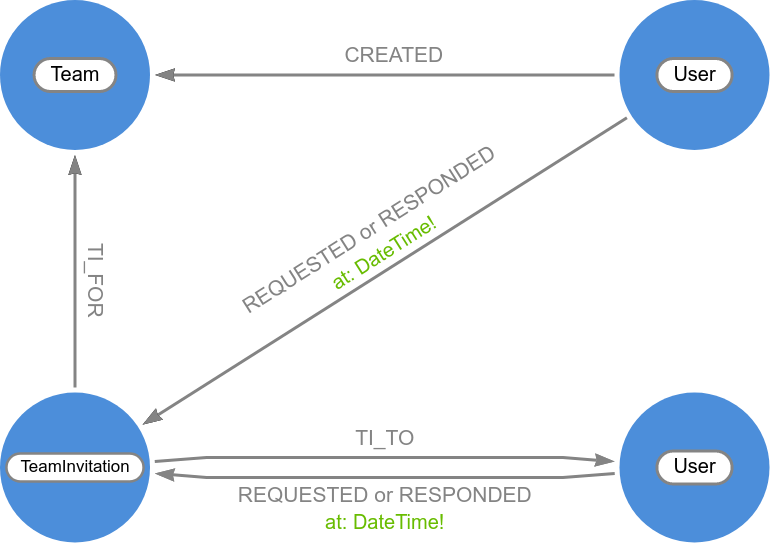 Team
CREATED
User
REQUESTED or RESPONDED
at: DateTime!
TI_FOR
TeamInvitation
TI_TO
User
REQUESTED or RESPONDED
at: DateTime!